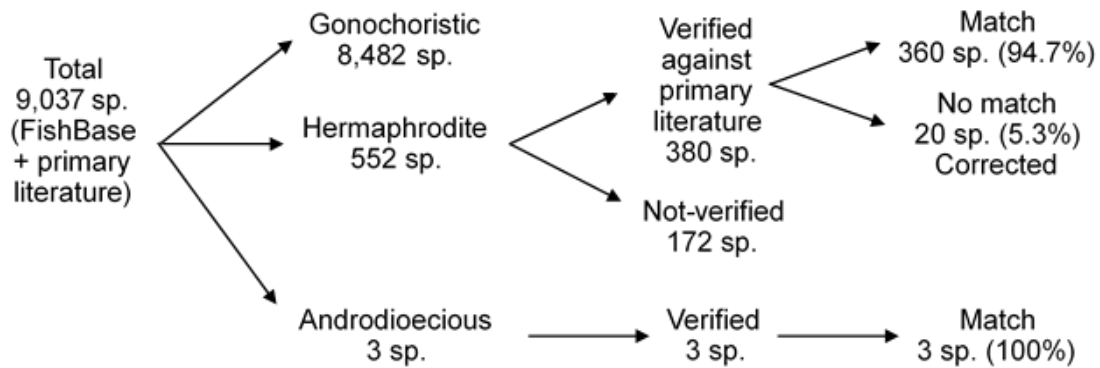 Total
9,037 sp.
(FishBase
+ primary
literature)
Gonochoristic
8,482 sp.
Hermaphrodite
552 sp.
Androdioecious
3 sp.
Verified
against
primary
literature
380 sp.
Not-verified
172 sp.
Verified
3 sp.
Match
360 sp. (94.7%)
No match
20 sp. (5.3%)
Corrected
Match
3 sp. (100%)